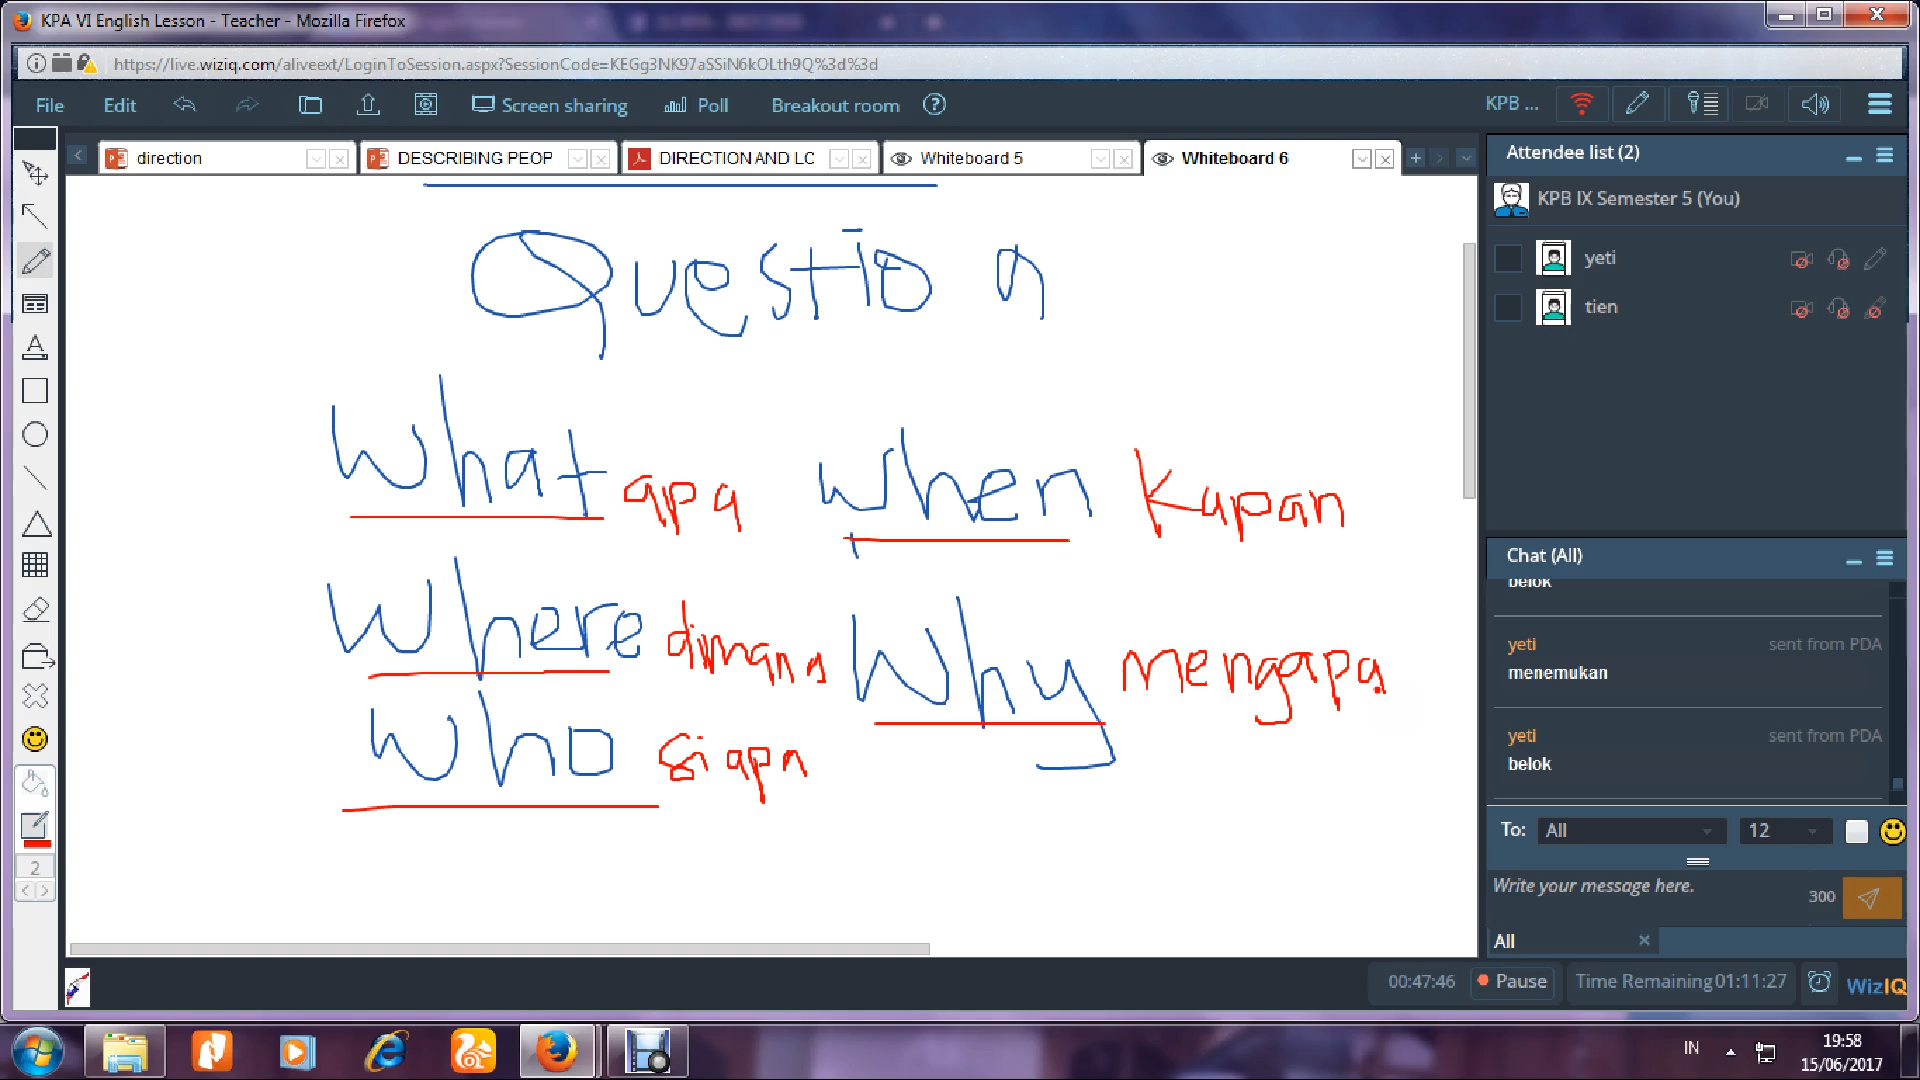 KPA VI English Lesson - Teacher - Mozilla Firefox
https://live.wiziq.com/aliveext/LoginToSession.aspx?SessionCode=KEGg3NK97aSSiN6kOLth9Q%3d%3d
File Edit Screen sharing Poll Breakout room KPB ...
direction DESCRIBING PEOP DIRECTION AND LC Whiteboard 5 Whiteboard 6
Question
What apa when Kapan
Where dimana Why mengapa
Who siapa
2
Attendee list (2)
KPB IX Semester 5 (You)
yeti
tien
Chat (All)
belok
yeti sent from PDA
menemukan
yeti sent from PDA
belok
To: All 12
Write your message here. 300
All
00:47:46 Pause Time Remaining 01:11:27 WizIQ
IN 19:58
15/06/2017